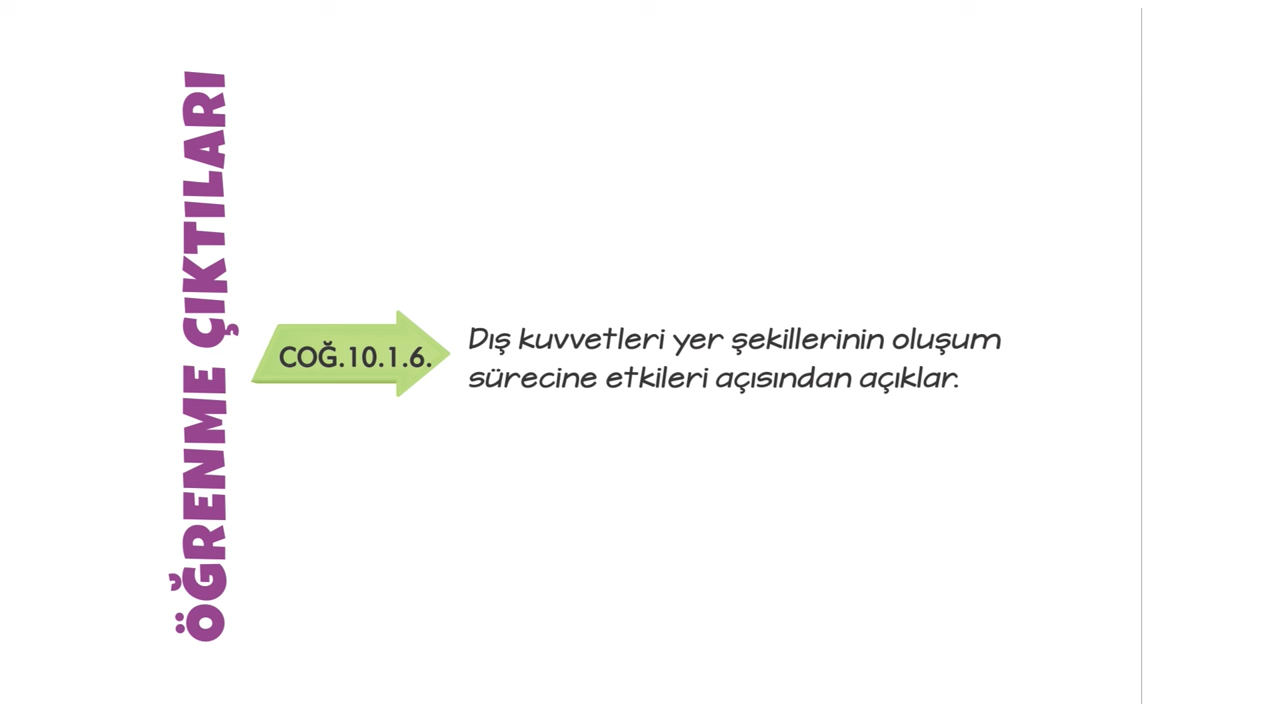 ÖĞRENME ÇIKTILARI
COĞ.10.1.6.
Dış kuvvetleri yer şekillerinin oluşum
sürecine etkileri açısından açıklar.